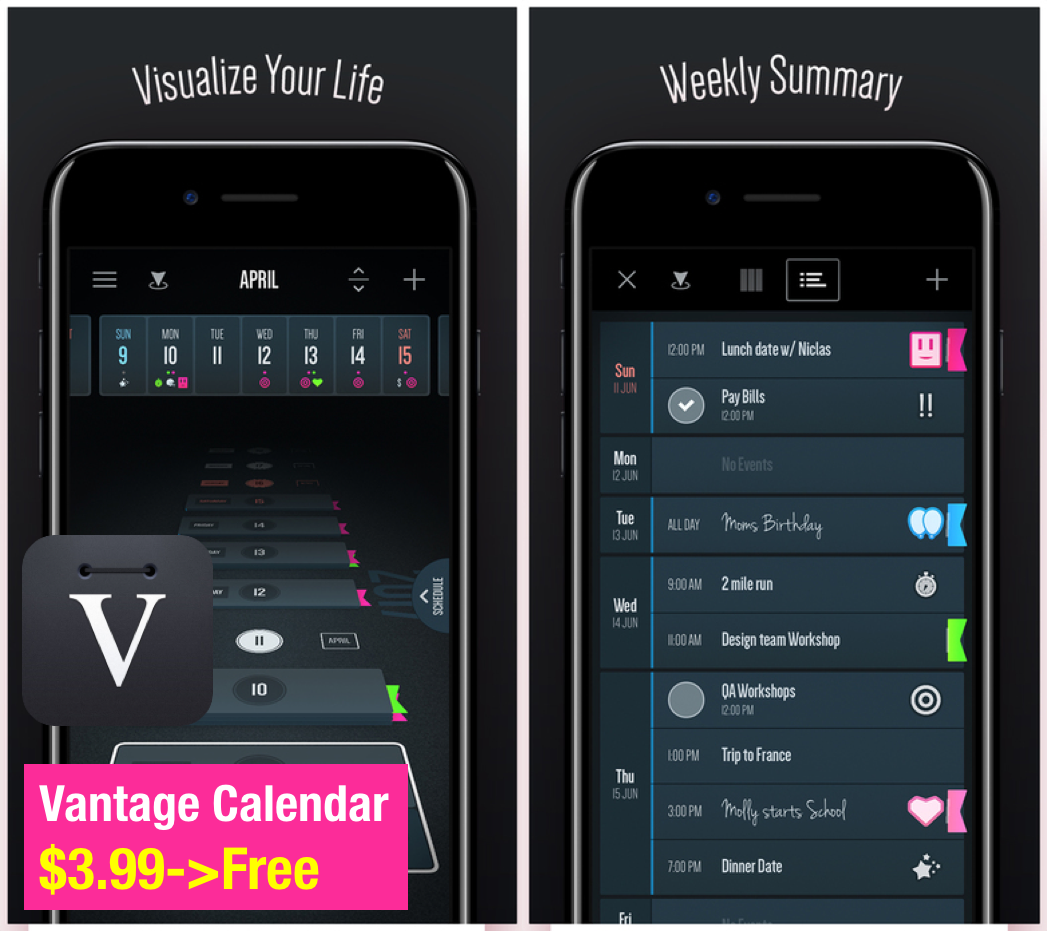 Visualize Your Life
APRIL
SUN MON TUE WED THU FRI SAT
9 10 11 12 13 14 15
$
15
14
13
12
SCHEDULE
11 APRIL
10
V
Vantage Calendar
$3.99->Free
Weekly Summary
Sun
11 JUN
12:00 PM Lunch date w/ Niclas
Pay Bills
12:00 PM
!!
Mon
12 JUN
No Events
Tue
13 JUN
ALL DAY Moms Birthday
Wed
14 JUN
9:00 AM 2 mile run
11:00 AM Design team Workshop
Thu
15 JUN
QA Workshops
12:00 PM
1:00 PM Trip to France
3:00 PM Molly starts School
7:00 PM Dinner Date
Fri
No Events